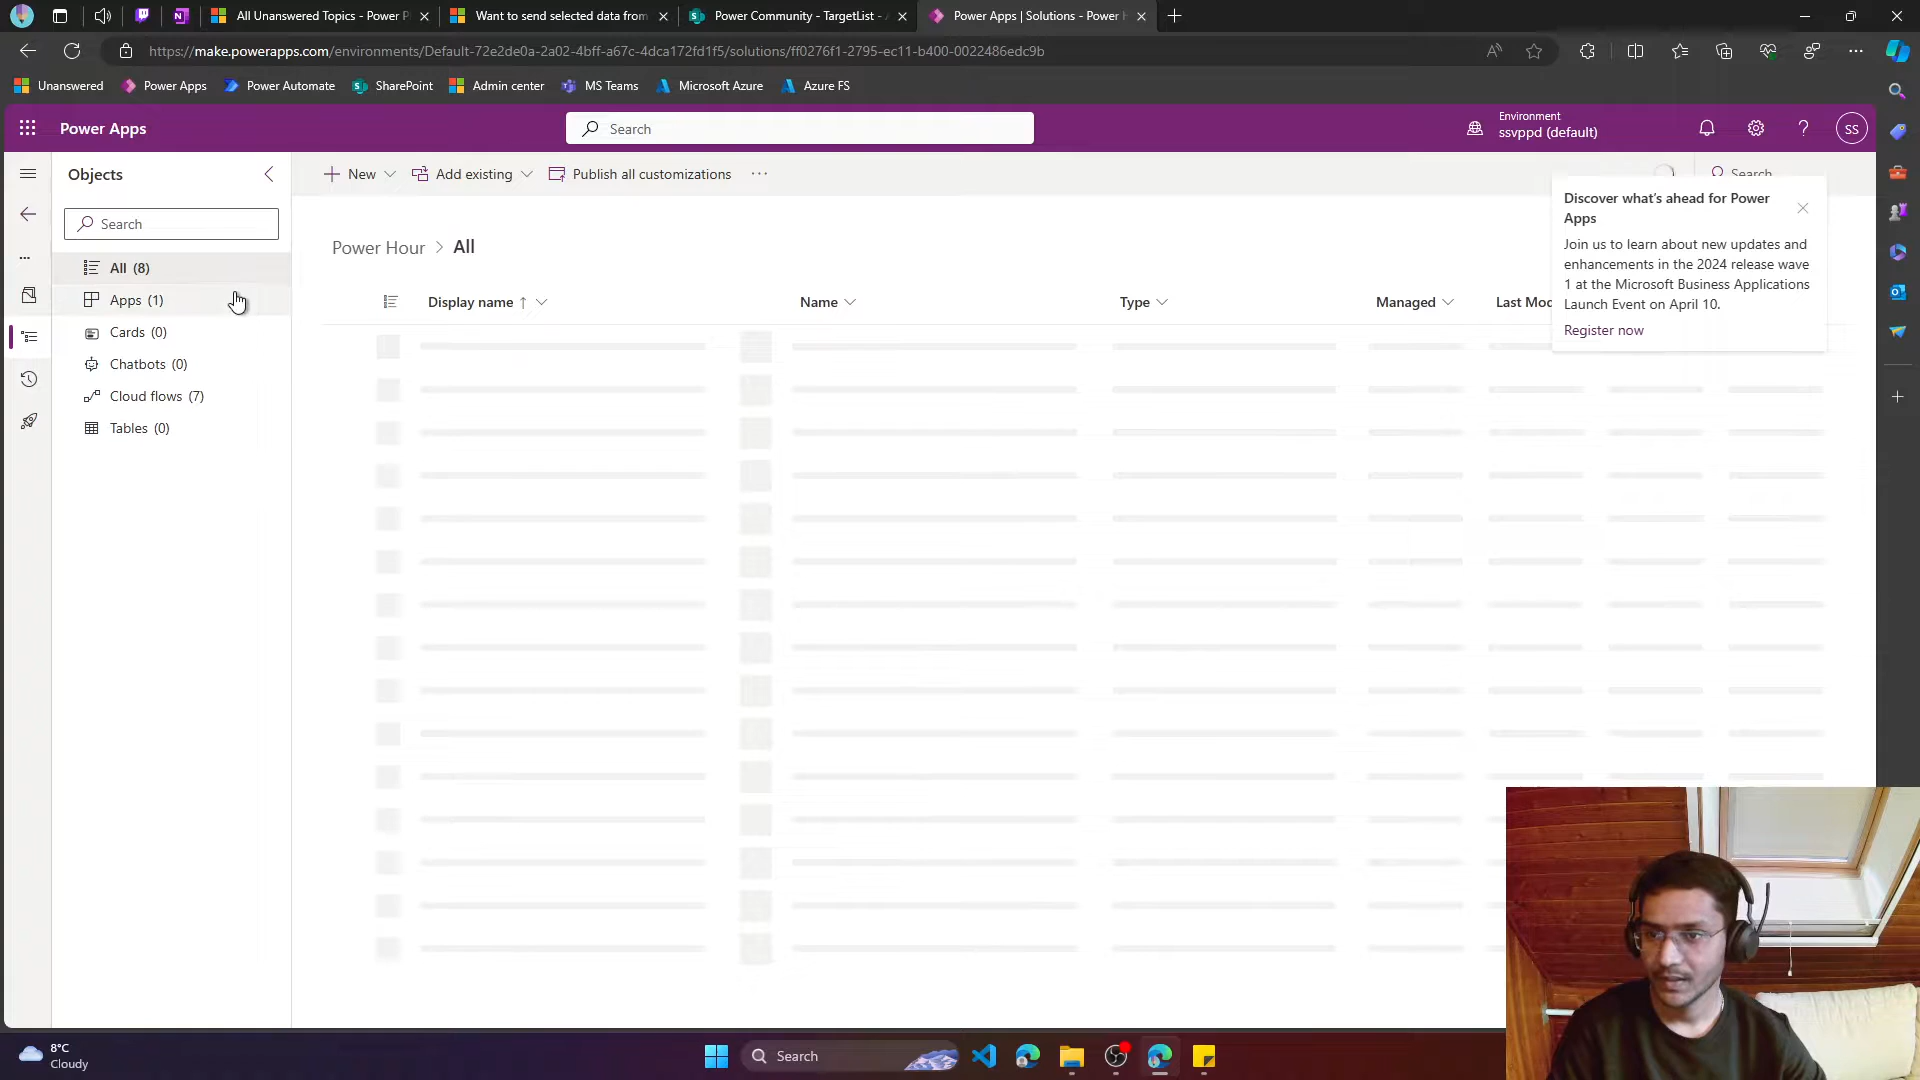 All Unanswered Topics - Power P
Want to send selected data from
Power Community - TargetList -
Power Apps | Solutions - Power H
https://make.powerapps.com/environments/Default-72e2de0a-2a02-4bff-a67c-4dca172fd1f5/solutions/ff0276f1-2795-ec11-b400-0022486edc9b
Unanswered
Power Apps
Power Automate
SharePoint
Admin center
MS Teams
Microsoft Azure
Azure FS
Power Apps
Search
Environment
ssvppd (default)
SS
Objects
New
Add existing
Publish all customizations
Search
Search
Discover what's ahead for Power
Apps
Join us to learn about new updates and
enhancements in the 2024 release wave
1 at the Microsoft Business Applications
Launch Event on April 10.
Register now
Power Hour > All
All (8)
Apps (1)
Cards (0)
Chatbots (0)
Cloud flows (7)
Tables (0)
Display name ↑
Name
Type
Managed
Last Mod
8°C
Cloudy
Search